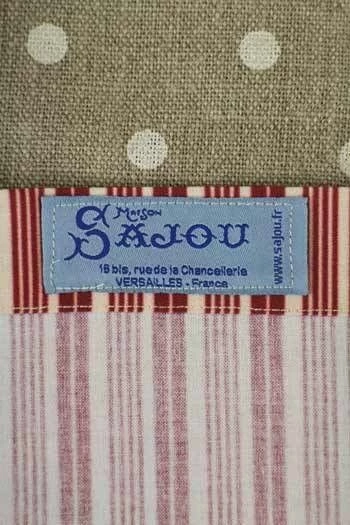 Maison
SAJOU
16 bis, rue de la Chancellerie
VERSAILLES - France
www.sajou.fr